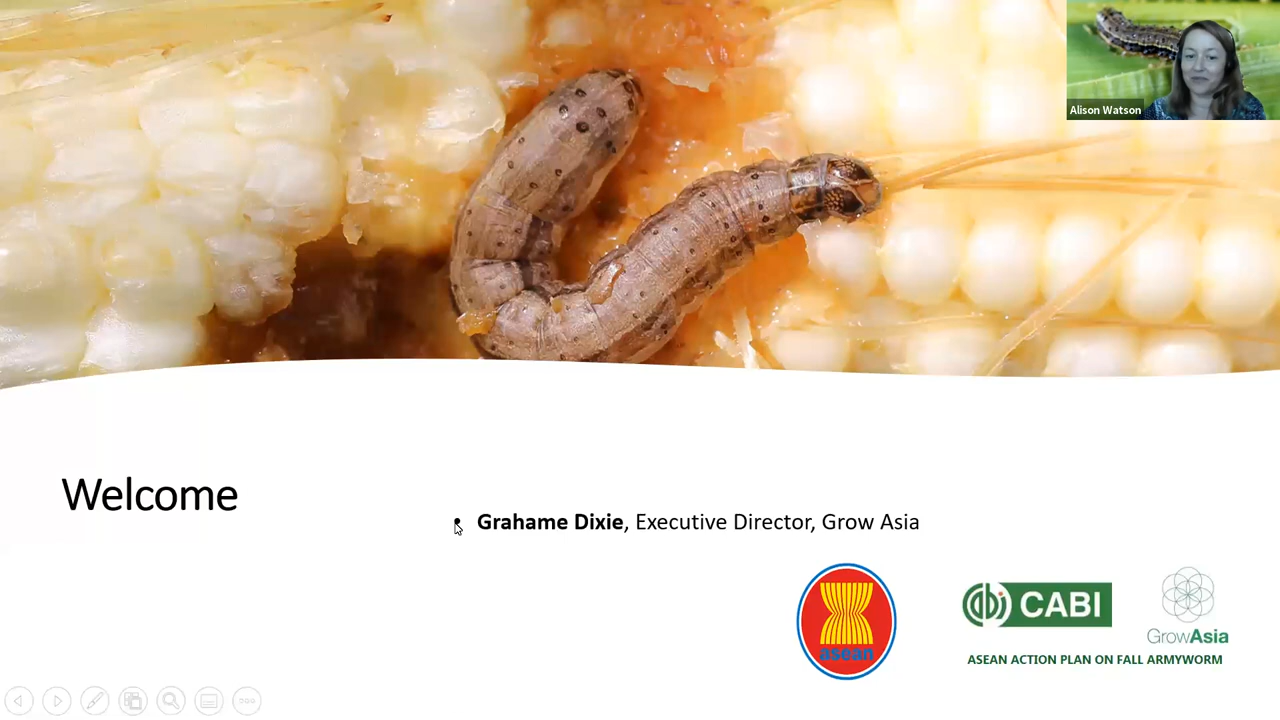 Alison Watson
Welcome
• Grahame Dixie, Executive Director, Grow Asia
asean
CABI
GrowAsia
ASEAN ACTION PLAN ON FALL ARMYWORM